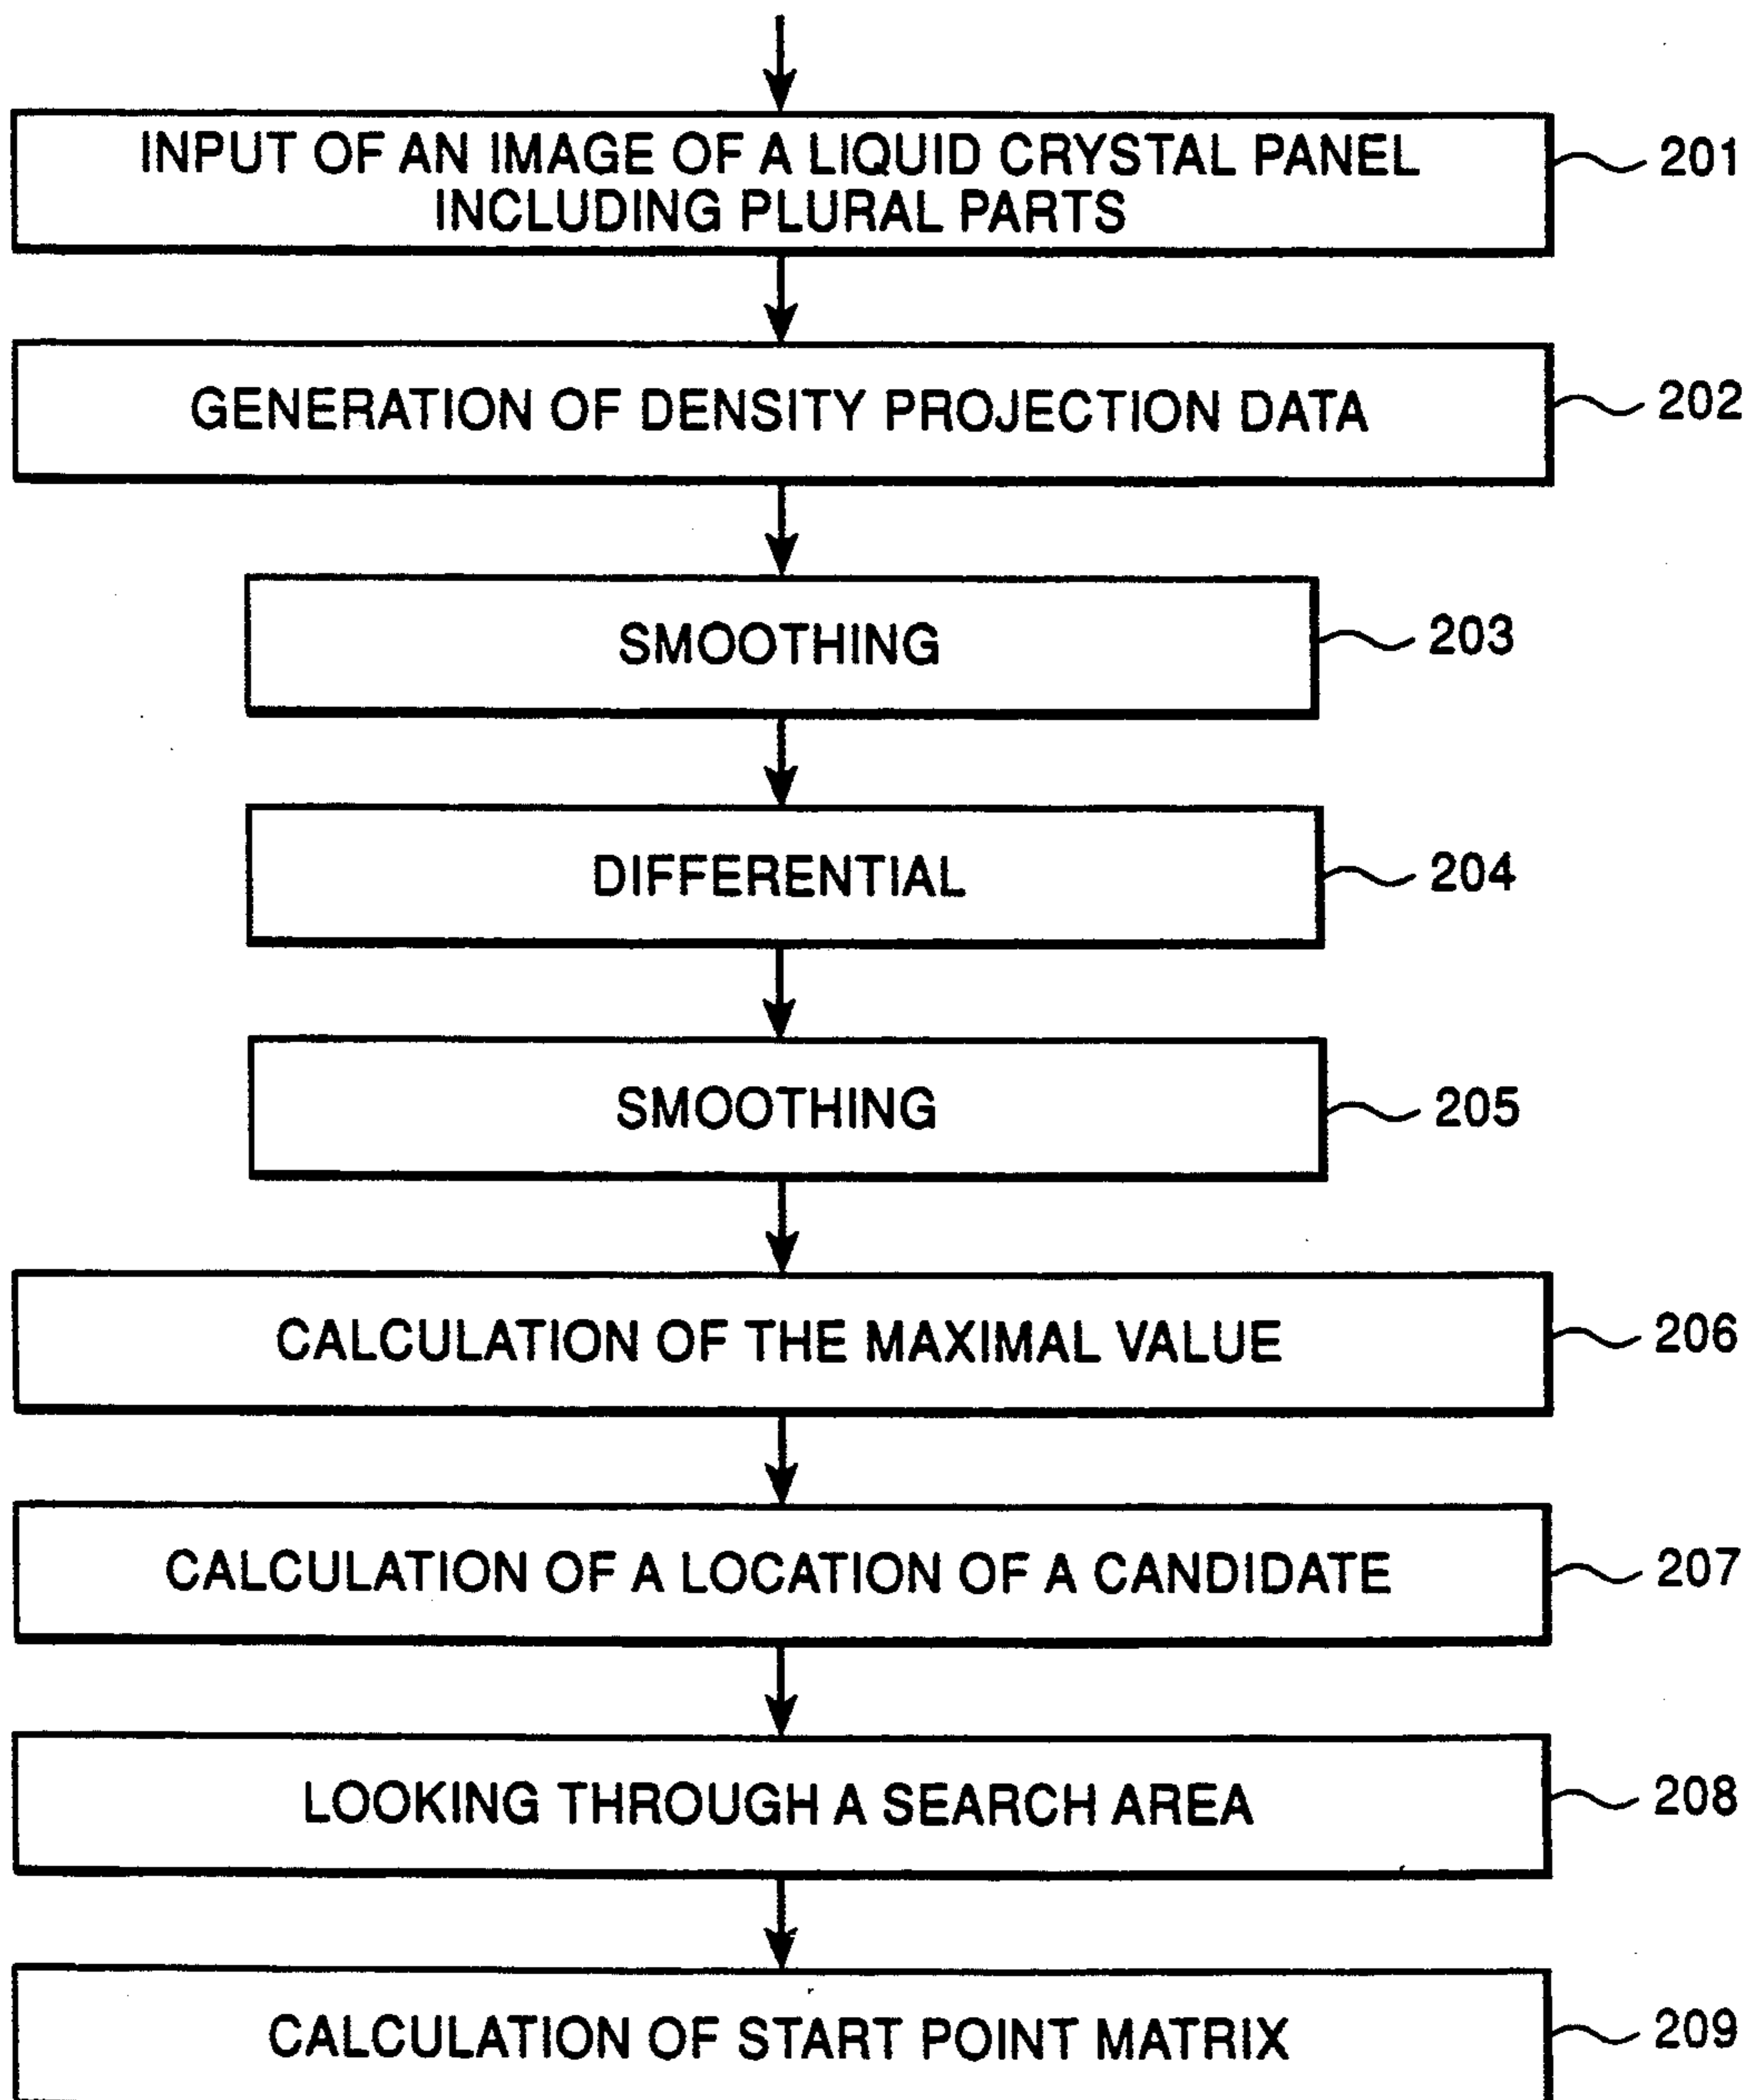 INPUT OF AN IMAGE OF A LIQUID CRYSTAL PANEL
INCLUDING PLURAL PARTS
201
GENERATION OF DENSITY PROJECTION DATA
202
SMOOTHING
203
DIFFERENTIAL
204
SMOOTHING
205
CALCULATION OF THE MAXIMAL VALUE
206
CALCULATION OF A LOCATION OF A CANDIDATE
207
LOOKING THROUGH A SEARCH AREA
208
CALCULATION OF START POINT MATRIX
209